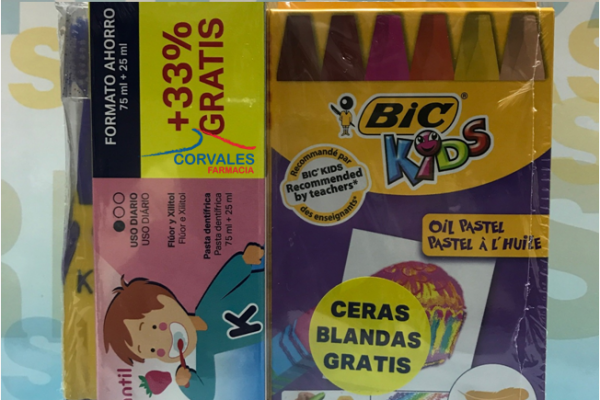 FORMATO AHORRO
75 ml + 25 ml
+33%
GRATIS
CORVALES
FARMACIA
USO DIARIO
USO DIÁRIO
Flúor y Xilitol
Flúor e Xilitol
Pasta dentífrica
Pasta dentífrica
75 ml + 25 ml
K
K
BiC®
KIDS
Recommandé par
BIC® KIDS
Recommended
by teachers*
des enseignants*
OIL PASTEL
PASTEL À L'HUILE
CERAS
BLANDAS
GRATIS